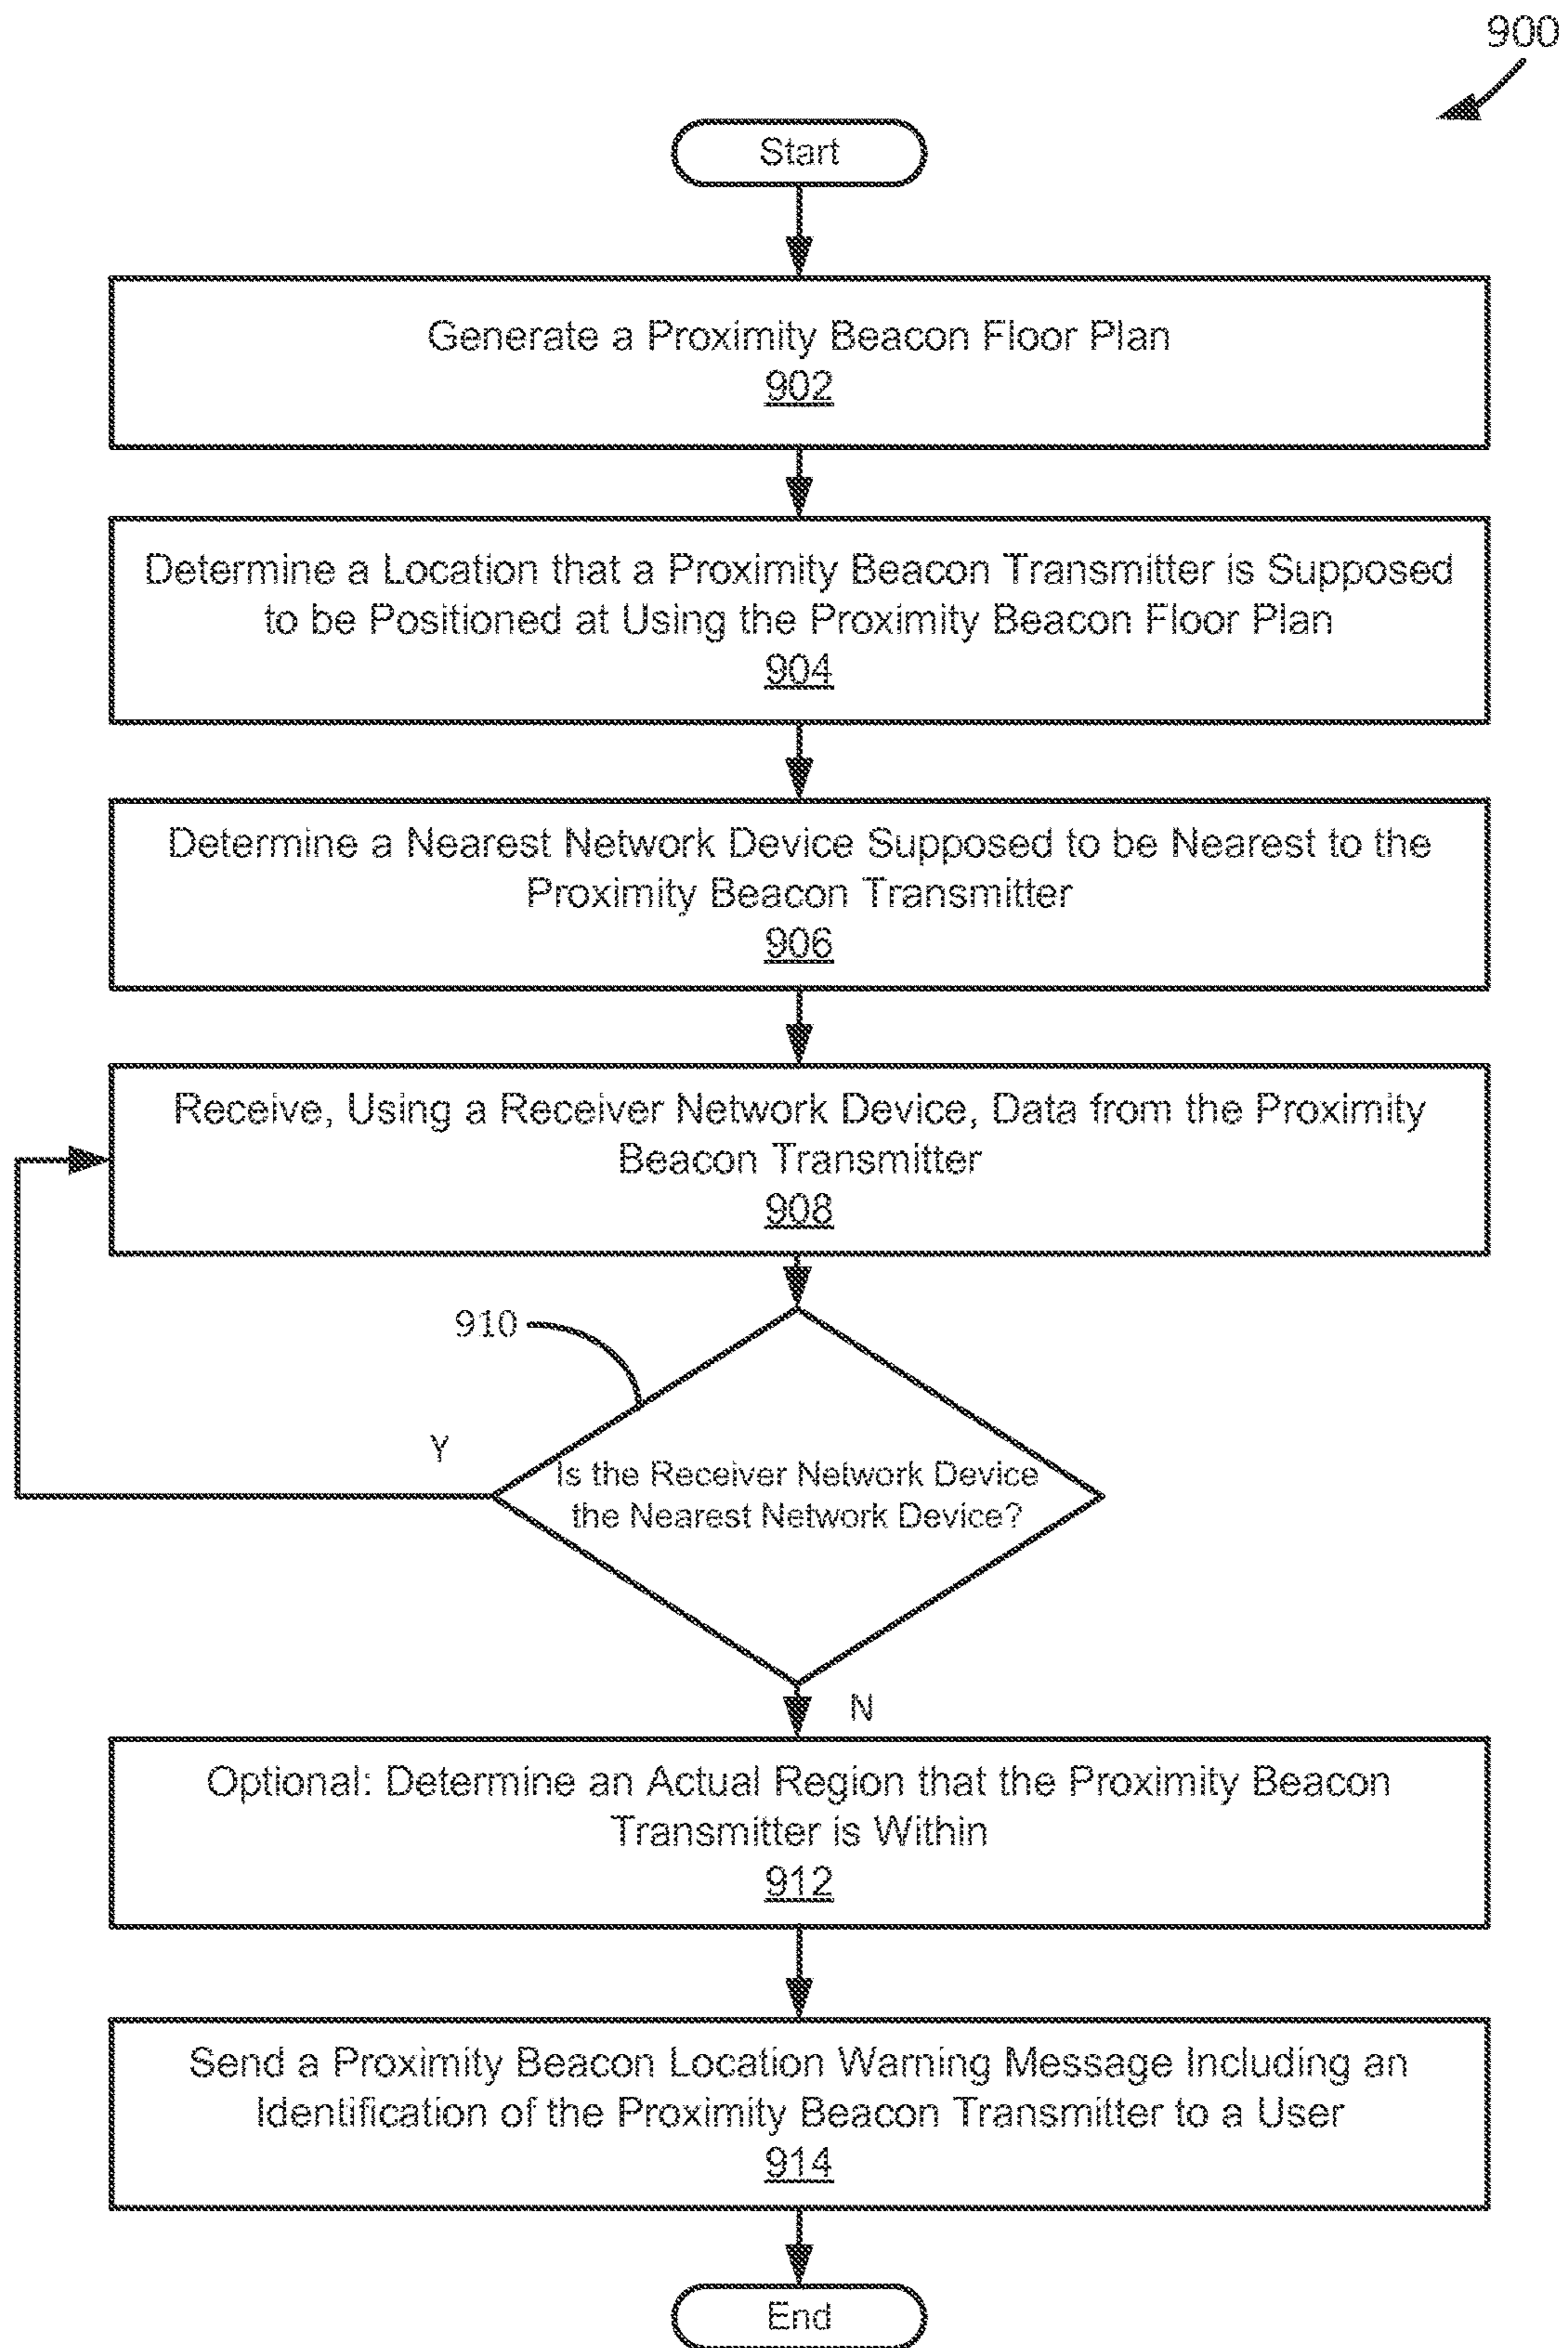 900
Start
Generate a Proximity Beacon Floor Plan
902
Determine a Location that a Proximity Beacon Transmitter is Supposed
to be Positioned at Using the Proximity Beacon Floor Plan
904
Determine a Nearest Network Device Supposed to be Nearest to the
Proximity Beacon Transmitter
906
Receive, Using a Receiver Network Device, Data from the Proximity
Beacon Transmitter
908
910
Y
Is the Receiver Network Device
the Nearest Network Device?
N
Optional: Determine an Actual Region that the Proximity Beacon
Transmitter is Within
912
Send a Proximity Beacon Location Warning Message Including an
Identification of the Proximity Beacon Transmitter to a User
914
End